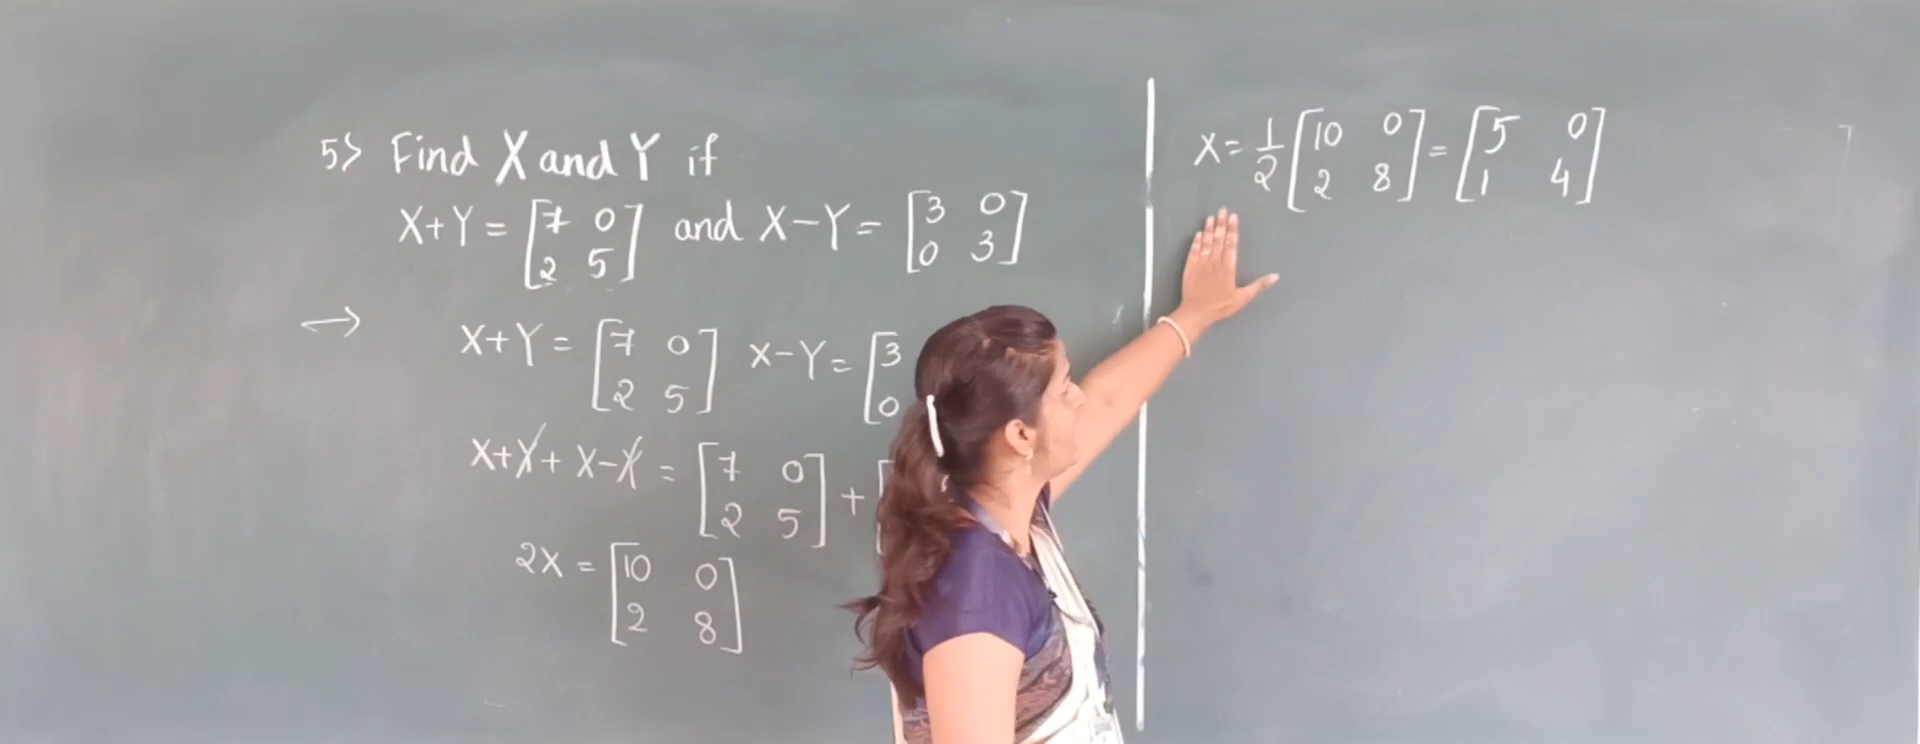 5> Find X and Y if
X+Y = [7 0] and X-Y = [3 0]
[2 5] [0 3]
→ X+Y = [7 0] X-Y = [3
[2 5] [0
X+Y+ X-Y = [7 0] + [
[2 5]
2X = [10 0]
[2 8]
X = 1/2 [10 0] = [5 0]
[2 8] [1 4]